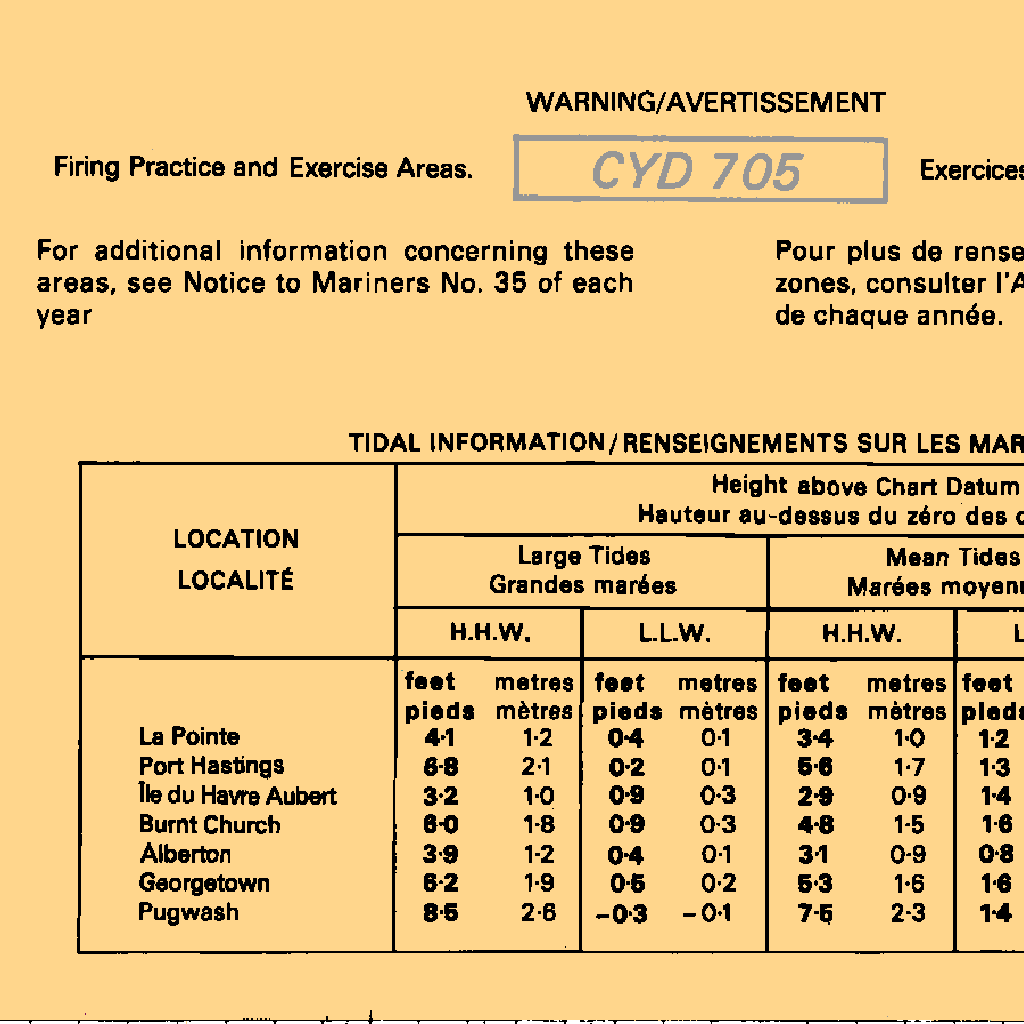 WARNING/AVERTISSEMENT
Firing Practice and Exercise Areas. CYD 705 Exercices
For additional information concerning these
areas, see Notice to Mariners No. 35 of each
year
Pour plus de rense
zones, consulter l'A
de chaque année.
TIDAL INFORMATION/RENSEIGNEMENTS SUR LES MAR
LOCATION
LOCALITÉ
Height above Chart Datum
Hauteur au-dessus du zéro des c
Large Tides
Grandes marées
Mean Tides
Marées moyenn
H.H.W. L.L.W. H.H.W. L
feet metres feet metres feet metres feet
pieds mètres pieds mètres pieds mètres pieds
La Pointe 4·1 1·2 0·4 0·1 3·4 1·0 1·2
Port Hastings 6·8 2·1 0·2 0·1 5·6 1·7 1·3
Île du Havre Aubert 3·2 1·0 0·9 0·3 2·9 0·9 1·4
Burnt Church 6·0 1·8 0·9 0·3 4·8 1·5 1·6
Alberton 3·9 1·2 0·4 0·1 3·1 0·9 0·8
Georgetown 6·2 1·9 0·5 0·2 5·3 1·6 1·6
Pugwash 8·5 2·6 −0·3 −0·1 7·5 2·3 1·4